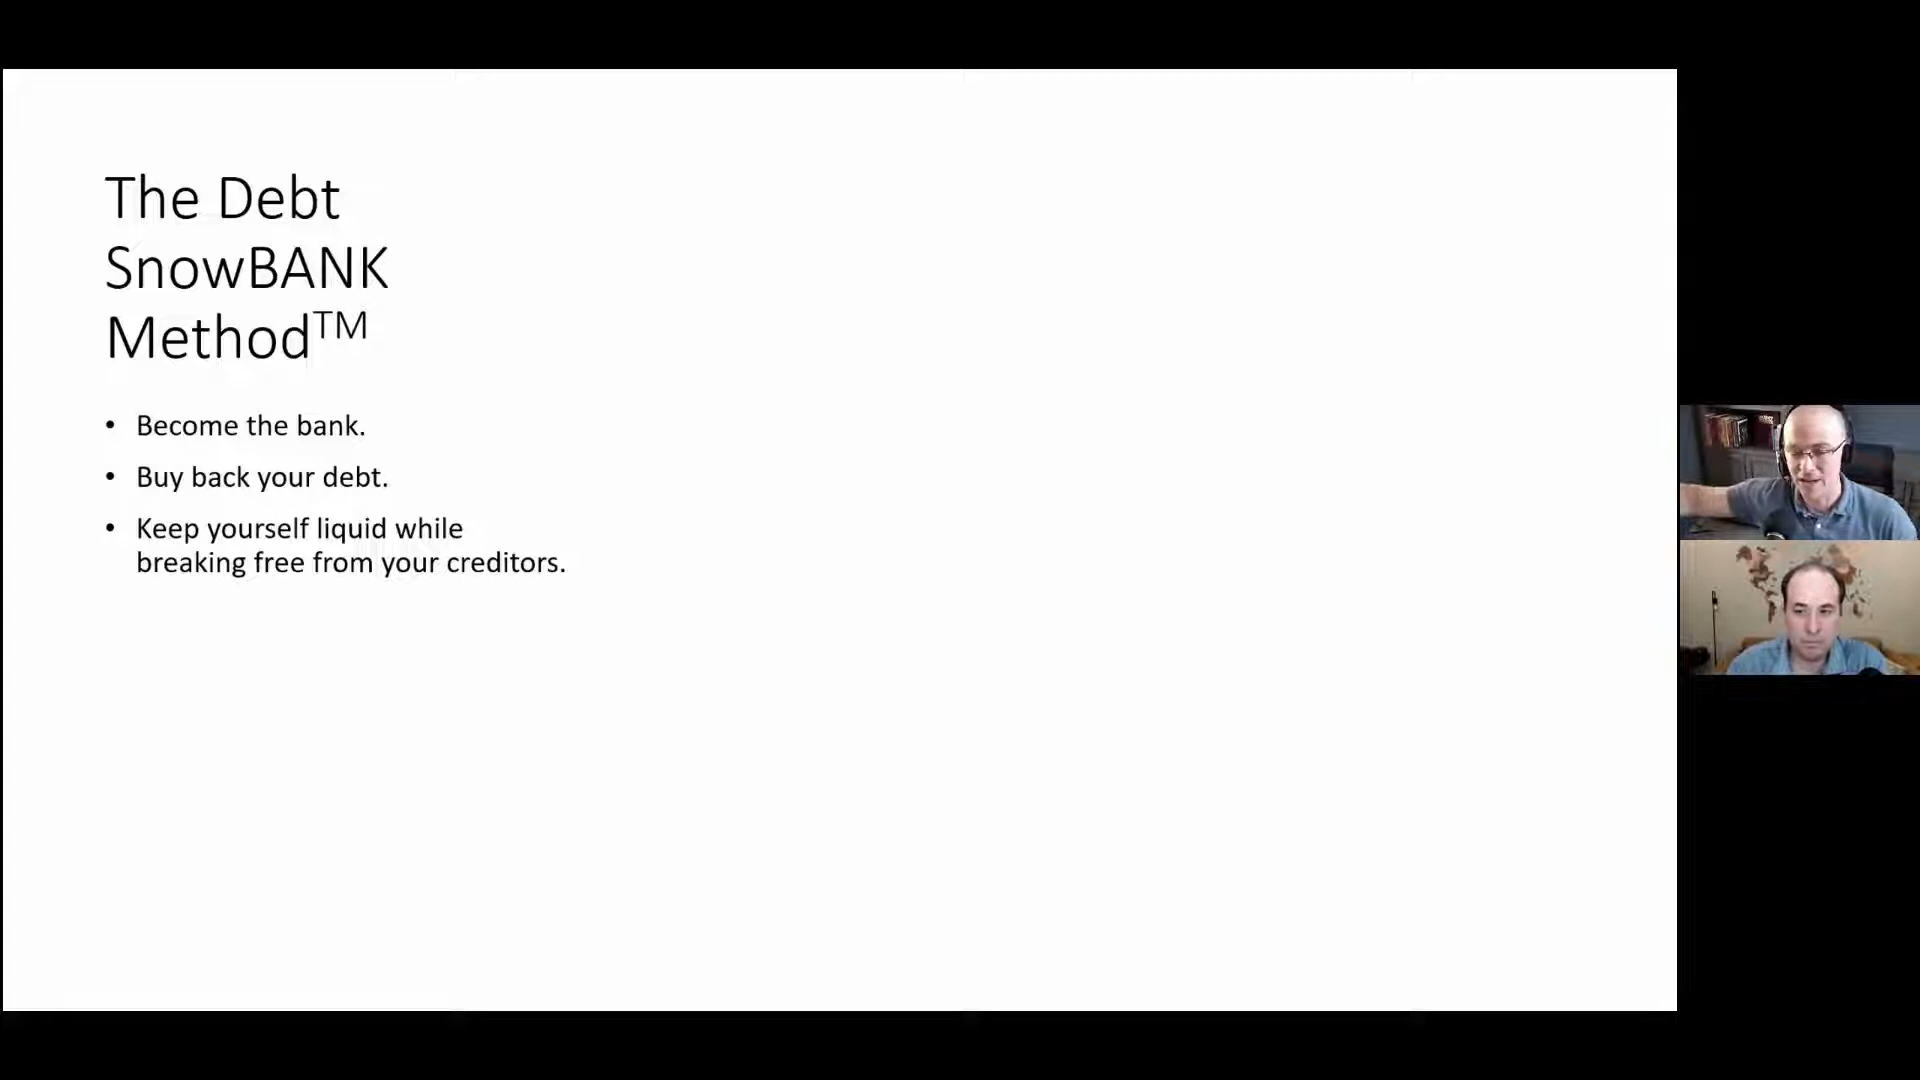 The Debt
SnowBANK
Method™
• Become the bank.
• Buy back your debt.
• Keep yourself liquid while
breaking free from your creditors.